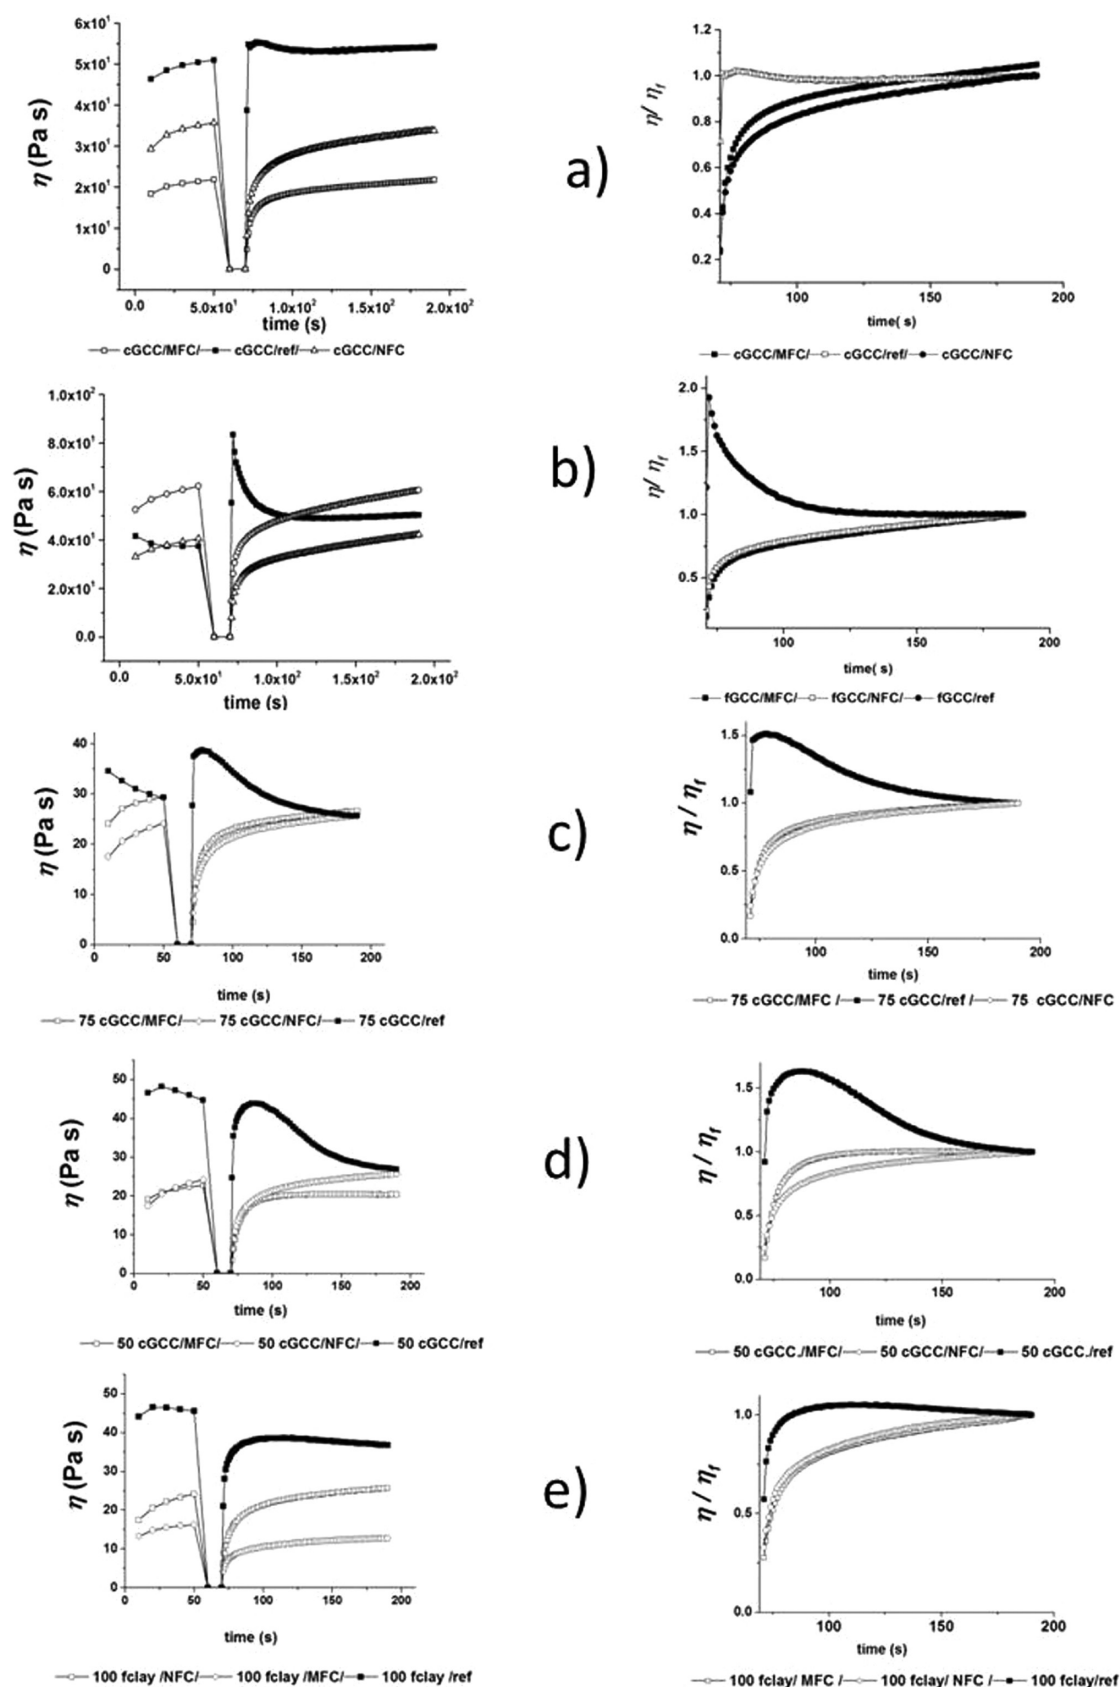 6x10¹
5x10¹
4x10¹
3x10¹
2x10¹
1x10¹
0
η (Pa s)
0.0 5.0x10¹ 1.0x10² 1.5x10² 2.0x10²
time (s)
cGCC/MFC/ cGCC/ref/ cGCC/NFC
a)
1.2
1.0
0.8
0.6
0.4
0.2
η/ ηf
100 150 200
time( s)
cGCC/MFC/ cGCC/ref/ cGCC/NFC
1.0x10²
8.0x10¹
6.0x10¹
4.0x10¹
2.0x10¹
0.0
η (Pa s)
0.0 5.0x10¹ 1.0x10² 1.5x10² 2.0x10²
time (s)
b)
2.0
1.5
1.0
0.5
η/ ηf
100 150 200
time( s)
fGCC/MFC/ fGCC/NFC/ fGCC/ref
40
30
20
10
0
η (Pa s)
0 50 100 150 200
time (s)
75 cGCC/MFC/ 75 cGCC/NFC/ 75 cGCC/ref
c)
1.5
1.0
0.5
0.0
η / ηf
100 150 200
time (s)
75 cGCC/MFC / 75 cGCC/ref / 75 cGCC/NFC
50
40
30
20
10
0
η (Pa s)
0 50 100 150 200
time (s)
50 cGCC/MFC/ 50 cGCC/NFC/ 50 cGCC/ref
d)
1.5
1.0
0.5
0.0
η / ηf
100 150 200
time (s)
50 cGCC./MFC/ 50 cGCC/NFC/ 50 cGCC./ref
50
40
30
20
10
0
η (Pa s)
0 50 100 150 200
time (s)
100 fclay /NFC/ 100 fclay /MFC/ 100 fclay /ref
e)
1.0
0.5
0.0
η / ηf
100 150 200
time (s)
100 fclay/ MFC / 100 fclay/ NFC / 100 fclay/ref